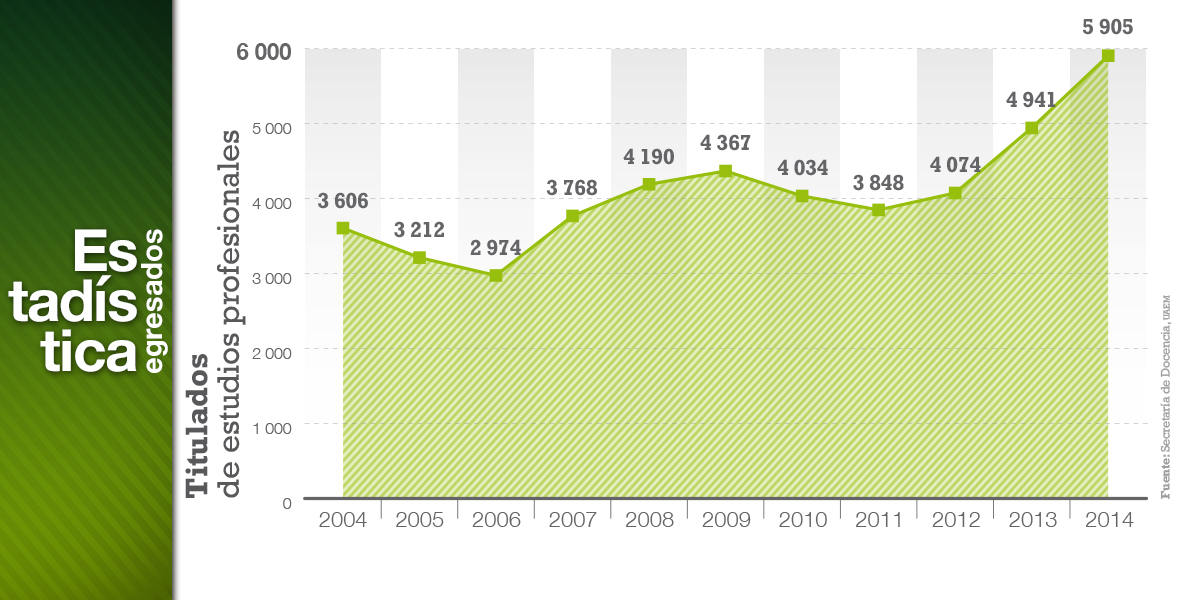 Es
tadís
tica
egresados
Titulados
de estudios profesionales
6 000
5 000
4 000
3 000
2 000
1 000
0
3 606
3 212
2 974
3 768
4 190
4 367
4 034
3 848
4 074
4 941
5 905
2004 2005 2006 2007 2008 2009 2010 2011 2012 2013 2014
Fuente: Secretaría de Docencia, UAEM